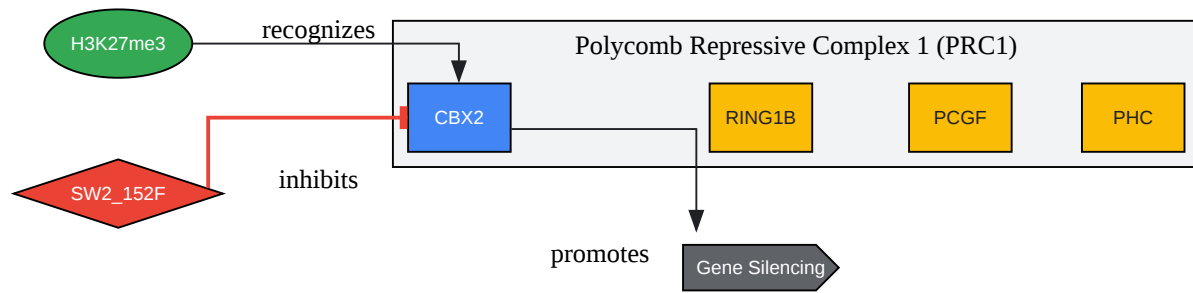 H3K27me3
recognizes
Polycomb Repressive Complex 1 (PRC1)
CBX2
RING1B
PCGF
PHC
SW2_152F
inhibits
promotes
Gene Silencing